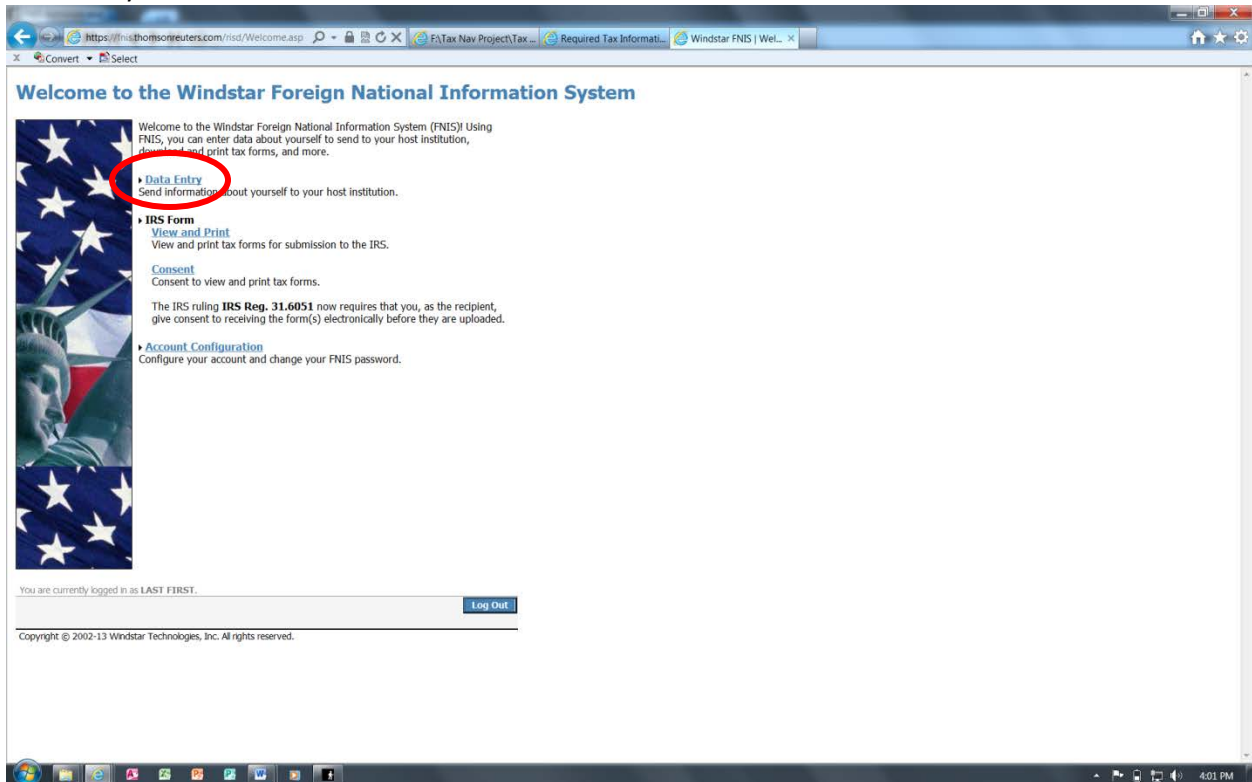 https://fnis.thomsonreuters.com/risd/Welcome.asp
F:\Tax Nav Project\Tax ...
Required Tax Informati...
Windstar FNIS | Wel...
x Convert Select
Welcome to the Windstar Foreign National Information System
Welcome to the Windstar Foreign National Information System (FNIS)! Using
FNIS, you can enter data about yourself to send to your host institution,
download and print tax forms, and more.
Data Entry
Send information about yourself to your host institution.
IRS Form
View and Print
View and print tax forms for submission to the IRS.
Consent
Consent to view and print tax forms.
The IRS ruling IRS Reg. 31.6051 now requires that you, as the recipient,
give consent to receiving the form(s) electronically before they are uploaded.
Account Configuration
Configure your account and change your FNIS password.
You are currently logged in as LAST FIRST.
Log Out
Copyright © 2002-13 Windstar Technologies, Inc. All rights reserved.
4:01 PM